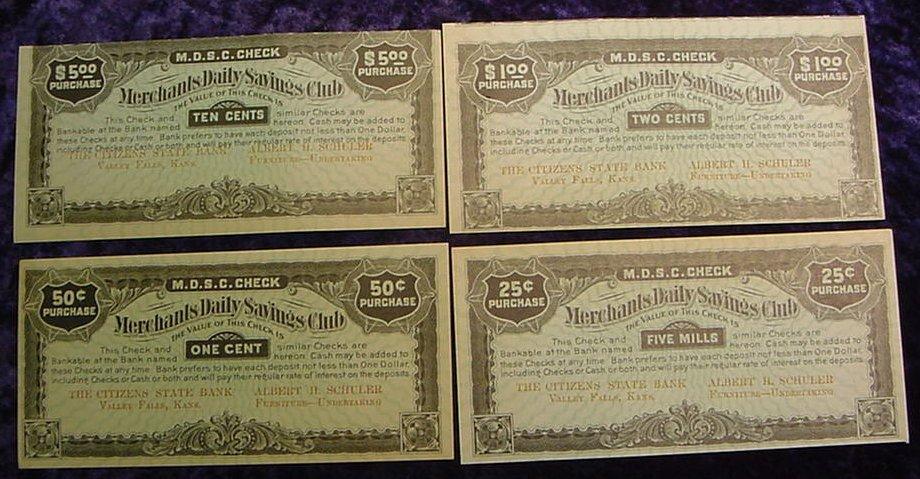 M.D.S.C. CHECK
$5.00 PURCHASE
$5.00 PURCHASE
Merchants Daily Savings Club
THE VALUE OF THIS CHECK IS
This Check and TEN CENTS similar Checks are
Bankable at the Bank named hereon. Cash may be added to
these Checks at any time. Bank prefers to have each deposit not less than One Dollar,
including Checks or Cash or both and will pay their regular rate of interest on the deposits.
THE CITIZENS STATE BANK ALBERT H. SCHULER
VALLEY FALLS, KANS. FURNITURE—UNDERTAKING
M.D.S.C. CHECK
$1.00 PURCHASE
$1.00 PURCHASE
Merchants Daily Savings Club
THE VALUE OF THIS CHECK IS
This Check and TWO CENTS similar Checks are
Bankable at the Bank named hereon. Cash may be added to
these Checks at any time. Bank prefers to have each deposit not less than One Dollar,
including Checks or Cash or both and will pay their regular rate of interest on the deposits.
THE CITIZENS STATE BANK ALBERT H. SCHULER
VALLEY FALLS, KANS. FURNITURE—UNDERTAKING
M.D.S.C. CHECK
50¢ PURCHASE
50¢ PURCHASE
Merchants Daily Savings Club
THE VALUE OF THIS CHECK IS
This Check and ONE CENT similar Checks are
Bankable at the Bank named hereon. Cash may be added to
these Checks at any time. Bank prefers to have each deposit not less than One Dollar,
including Checks or Cash or both and will pay their regular rate of interest on the deposits.
THE CITIZENS STATE BANK ALBERT H. SCHULER
VALLEY FALLS, KANS. FURNITURE—UNDERTAKING
M.D.S.C. CHECK
25¢ PURCHASE
25¢ PURCHASE
Merchants Daily Savings Club
THE VALUE OF THIS CHECK IS
This Check and FIVE MILLS similar Checks are
Bankable at the Bank named hereon. Cash may be added to
these Checks at any time. Bank prefers to have each deposit not less than One Dollar,
including Checks or Cash or both and will pay their regular rate of interest on the deposits.
THE CITIZENS STATE BANK ALBERT H. SCHULER
VALLEY FALLS, KANS. FURNITURE—UNDERTAKING